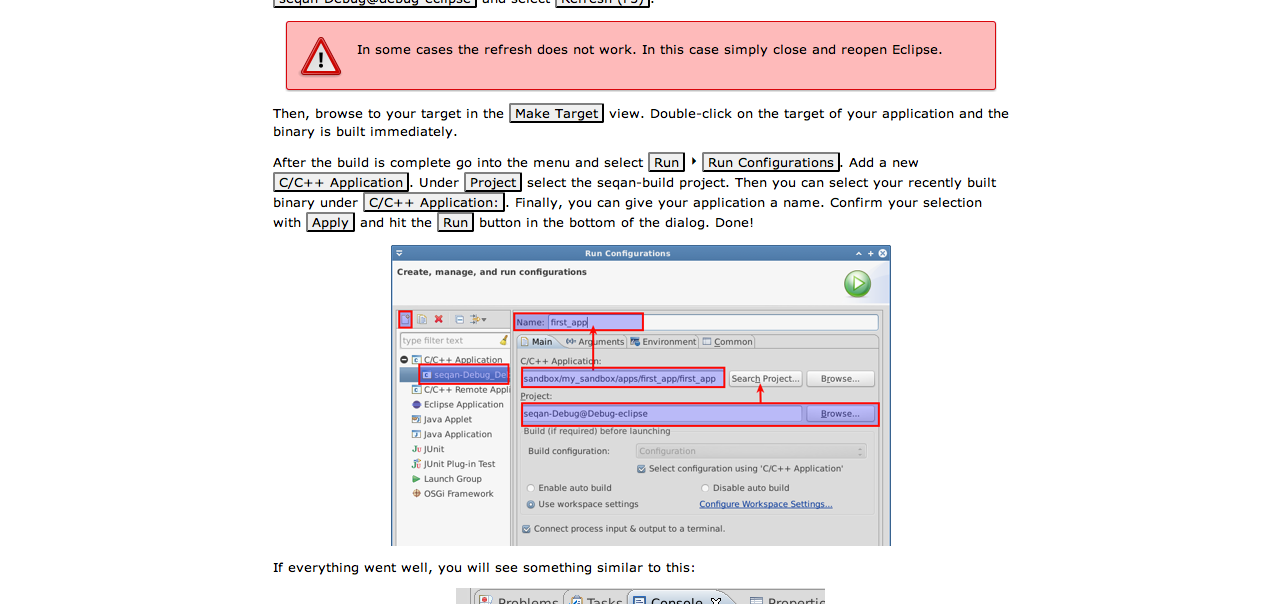 seqan-Debug@debug-eclipse and select Refresh (F5).
In some cases the refresh does not work. In this case simply close and reopen Eclipse.
Then, browse to your target in the Make Target view. Double-click on the target of your application and the
binary is built immediately.
After the build is complete go into the menu and select Run ‣ Run Configurations. Add a new
C/C++ Application. Under Project select the seqan-build project. Then you can select your recently built
binary under C/C++ Application:. Finally, you can give your application a name. Confirm your selection
with Apply and hit the Run button in the bottom of the dialog. Done!
Run Configurations
Create, manage, and run configurations
type filter text
C/C++ Application
seqan-Debug_De
C/C++ Remote Appli
Eclipse Application
Java Applet
Java Application
JUnit
JUnit Plug-in Test
Launch Group
OSGi Framework
Name: first_app
Main Arguments Environment Common
C/C++ Application:
sandbox/my_sandbox/apps/first_app/first_app Search Project... Browse...
Project:
seqan-Debug@Debug-eclipse Browse...
Build (if required) before launching
Build configuration: Configuration
Select configuration using 'C/C++ Application'
Enable auto build Disable auto build
Use workspace settings Configure Workspace Settings...
Connect process input & output to a terminal.
If everything went well, you will see something similar to this:
Problems Tasks Console Propertie